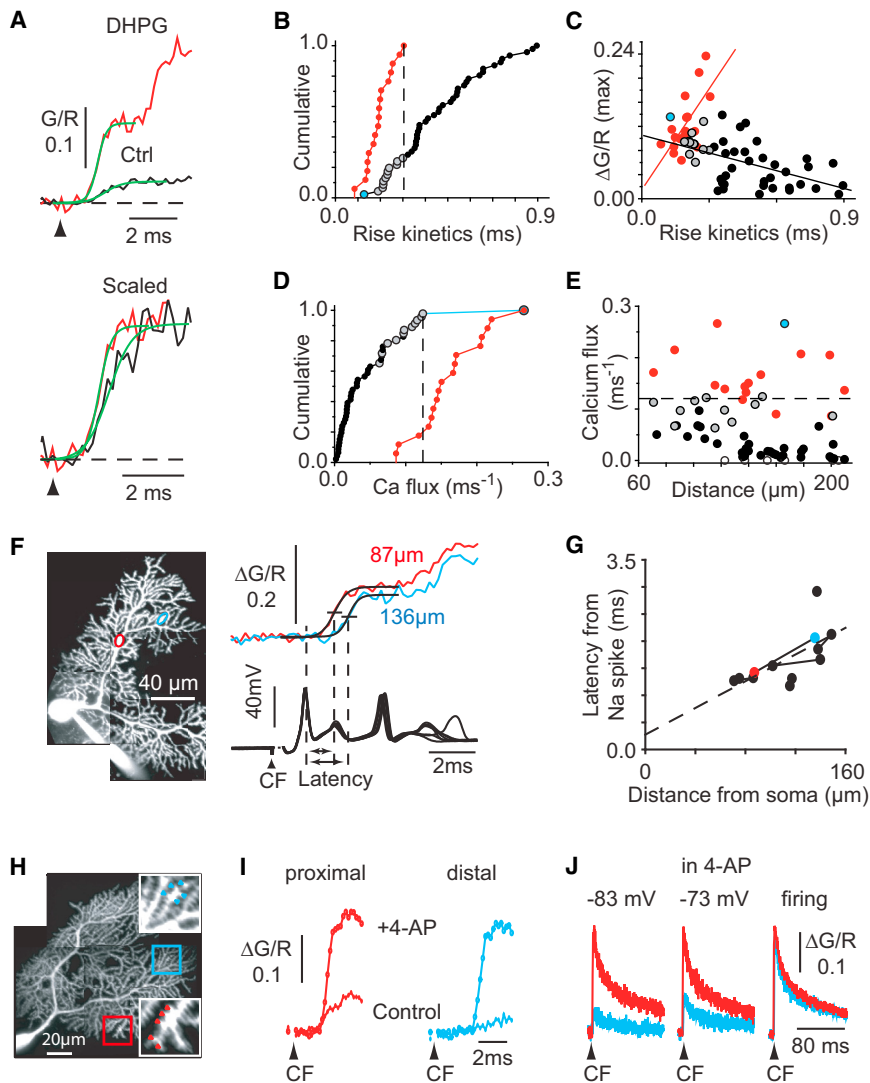 A
DHPG
G/R
0.1
Ctrl
2 ms
Scaled
2 ms
B
Cumulative
1.0
0.0
0.0
0.9
Rise kinetics (ms)
C
ΔG/R (max)
0.24
0.00
0.0
0.9
Rise kinetics (ms)
D
Cumulative
1.0
0.0
0.0
0.3
Ca flux (ms-1)
E
Calcium flux
(ms-1)
0.3
0.0
60
200
Distance (µm)
F
40 µm
ΔG/R
0.2
87µm
136µm
40mV
CF
Latency
2ms
G
Latency from
Na spike (ms)
3.5
0.0
0
160
Distance from soma (µm)
H
20µm
I
proximal
distal
+4-AP
ΔG/R
0.1
Control
2ms
CF
CF
J
in 4-AP
-83 mV
-73 mV
firing
ΔG/R
0.1
80 ms
CF
CF
CF